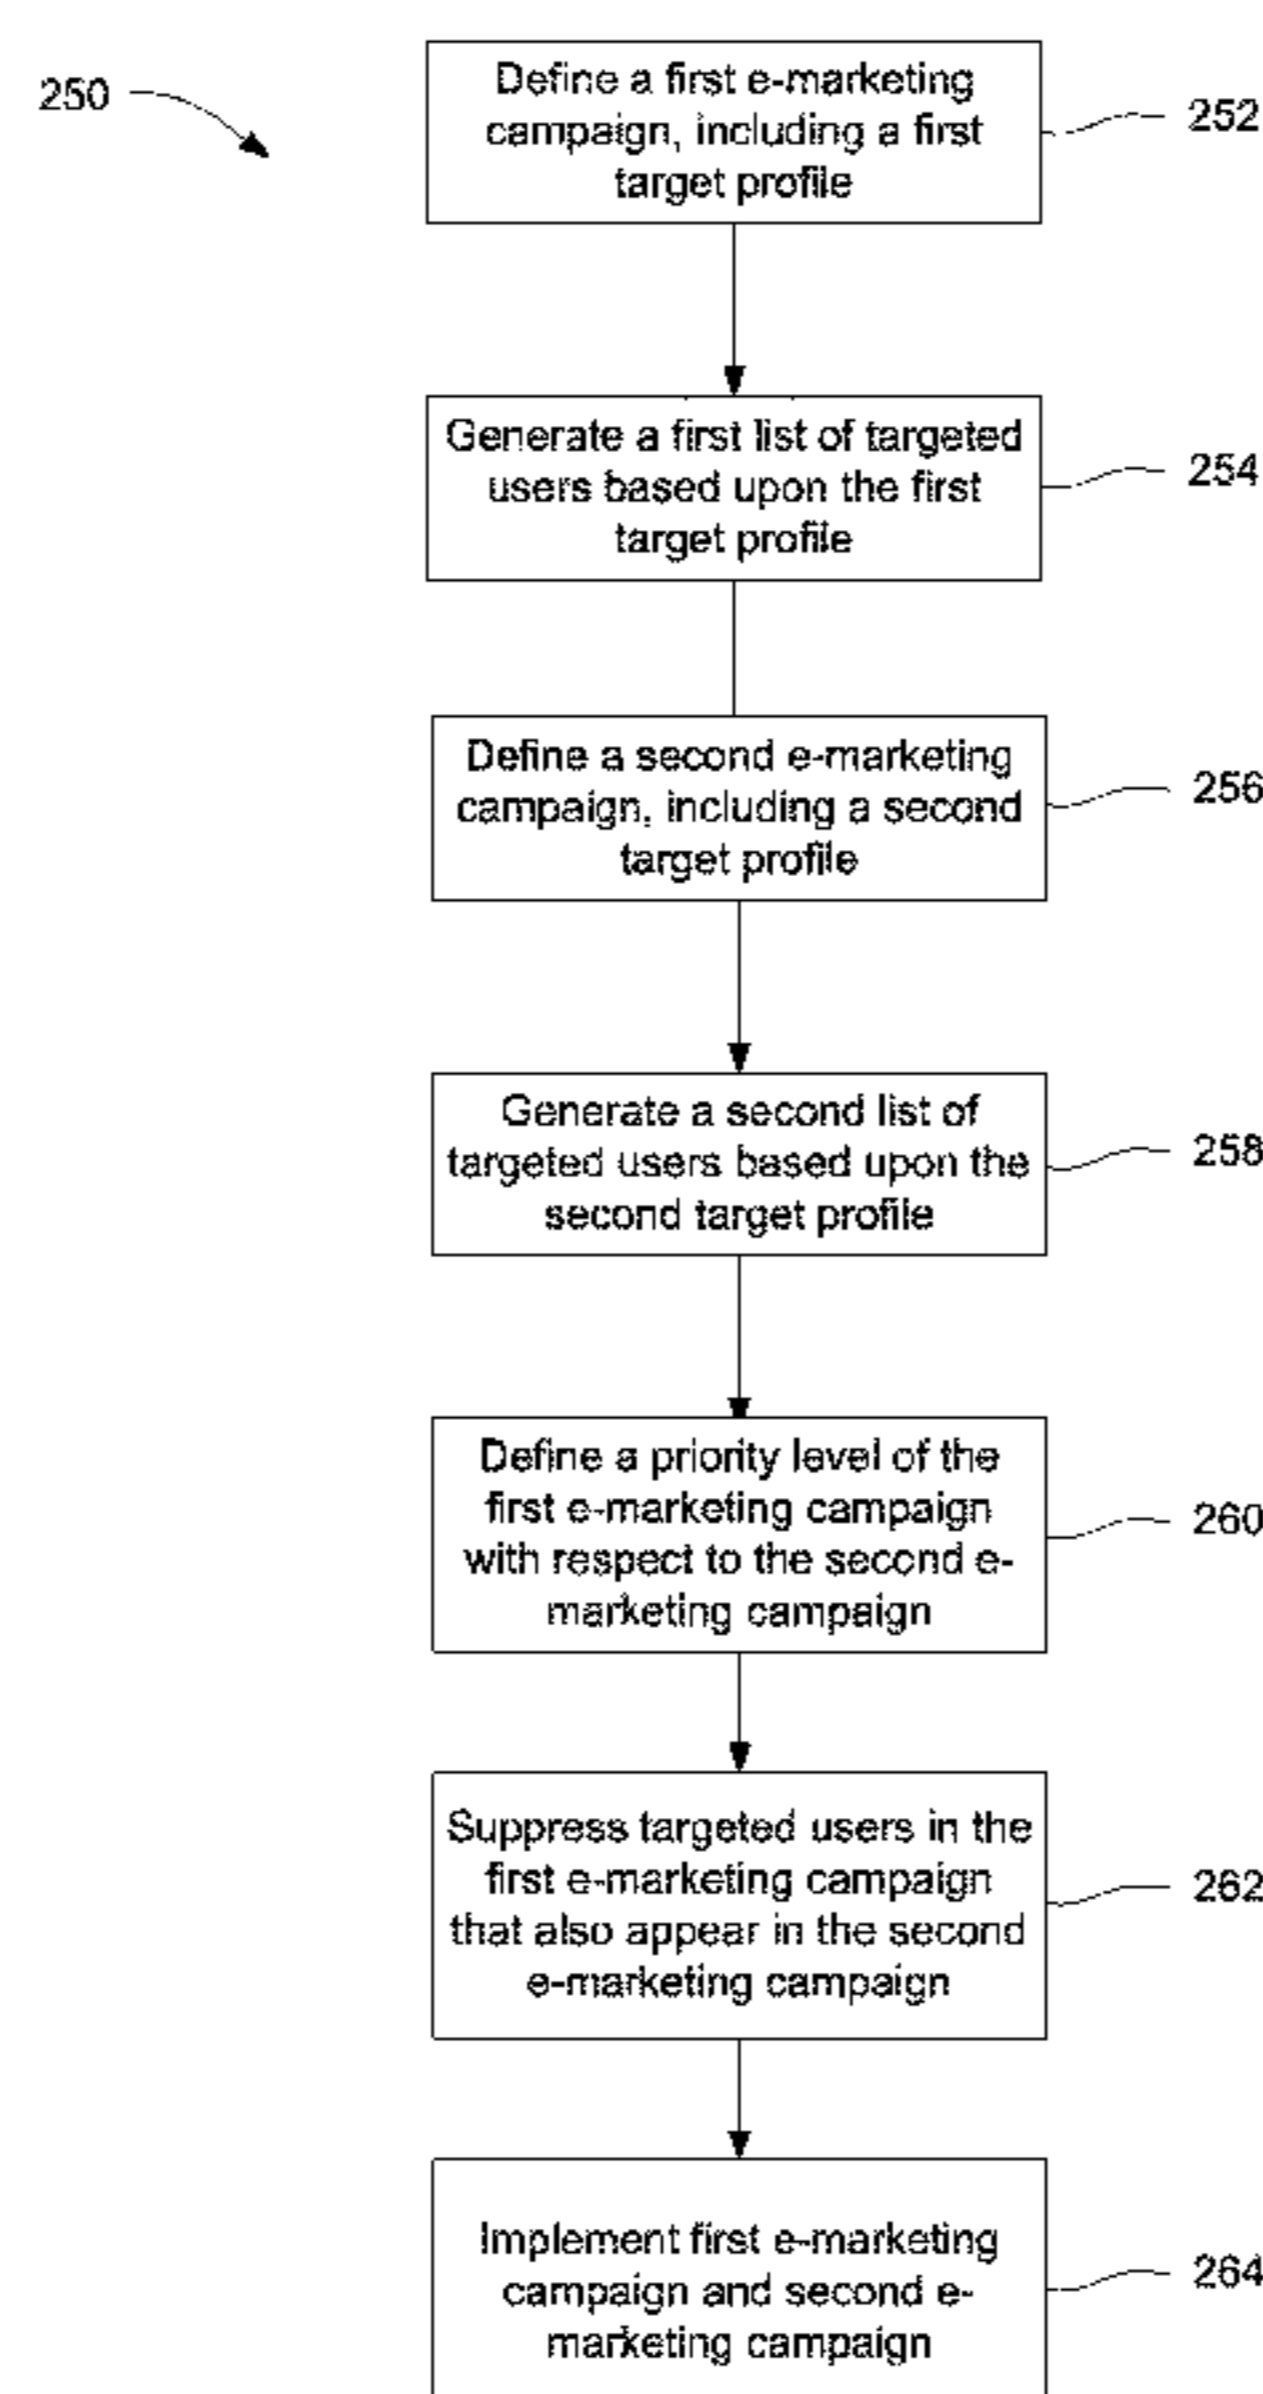 250
Define a first e-marketing
campaign, including a first
target profile
252
Generate a first list of targeted
users based upon the first
target profile
254
Define a second e-marketing
campaign, including a second
target profile
256
Generate a second list of
targeted users based upon the
second target profile
258
Define a priority level of the
first e-marketing campaign
with respect to the second e-
marketing campaign
260
Suppress targeted users in the
first e-marketing campaign
that also appear in the second
e-marketing campaign
262
Implement first e-marketing
campaign and second e-
marketing campaign
264